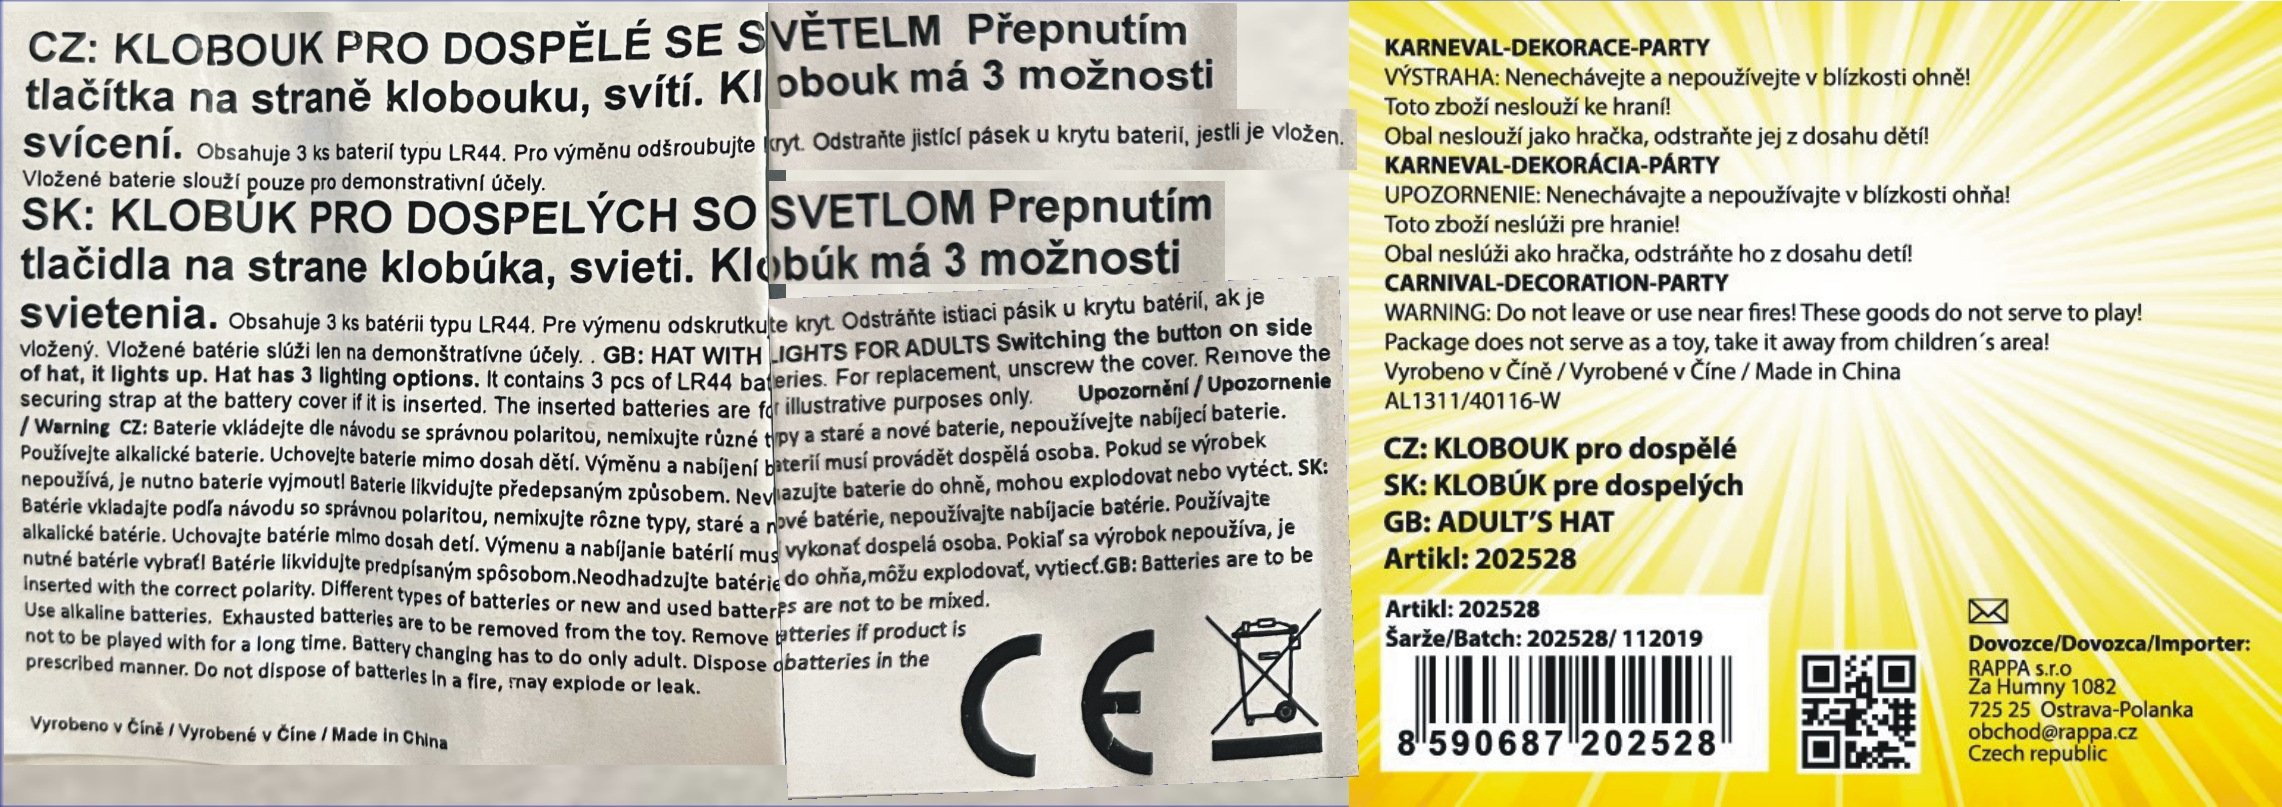 CZ: KLOBOUK PRO DOSPĚLÉ SE SVĚTELM Přepnutím
tlačítka na straně klobouku, svítí. Klobouk má 3 možnosti
svícení. Obsahuje 3 ks baterií typu LR44. Pro výměnu odšroubujte kryt. Odstraňte jistící pásek u krytu baterií, jestli je vložen.
Vložené baterie slouží pouze pro demonstrativní účely.
SK: KLOBÚK PRO DOSPELÝCH SO SVETLOM Prepnutím
tlačidla na strane klobúka, svieti. Klobúk má 3 možnosti
svietenia. Obsahuje 3 ks batérii typu LR44. Pre výmenu odskrutkute kryt. Odstráňte istiaci pásik u krytu batérií, ak je
vložený. Vložené batérie slúži len na demonštratívne účely. . GB: HAT WITH LIGHTS FOR ADULTS Switching the button on side
of hat, it lights up. Hat has 3 lighting options. It contains 3 pcs of LR44 bateries. For replacement, unscrew the cover. Remove the
securing strap at the battery cover if it is inserted. The inserted batteries are for illustrative purposes only. Upozornění / Upozornenie
/ Warning CZ: Baterie vkládejte dle návodu se správnou polaritou, nemixujte různé typy a staré a nové baterie, nepoužívejte nabíjecí baterie.
Používejte alkalické baterie. Uchovejte baterie mimo dosah dětí. Výměnu a nabíjení baterií musí provádět dospělá osoba. Pokud se výrobek
nepoužívá, je nutno baterie vyjmout! Baterie likvidujte předepsaným způsobem. Nevhazujte baterie do ohně, mohou explodovat nebo vytéct. SK:
Batérie vkladajte podľa návodu so správnou polaritou, nemixujte rôzne typy, staré a nové batérie, nepoužívajte nabíjacie batérie. Používajte
alkalické batérie. Uchovajte batérie mimo dosah detí. Výmenu a nabíjanie batérií mus vykonať dospelá osoba. Pokiaľ sa výrobok nepoužíva, je
nutné batérie vybrať! Batérie likvidujte predpísaným spôsobom.Neodhadzujte batérie do ohňa,môžu explodovať, vytiecť.GB: Batteries are to be
inserted with the correct polarity. Different types of batteries or new and used batteres are not to be mixed.
Use alkaline batteries. Exhausted batteries are to be removed from the toy. Remove batteries if product is
not to be played with for a long time. Battery changing has to do only adult. Dispose batteries in the
prescribed manner. Do not dispose of batteries in a fire, may explode or leak.
Vyrobeno v Číně / Vyrobené v Číne / Made in China
CE
KARNEVAL-DEKORACE-PARTY
VÝSTRAHA: Nenechávejte a nepoužívejte v blízkosti ohně!
Toto zboží neslouží ke hraní!
Obal neslouží jako hračka, odstraňte jej z dosahu dětí!
KARNEVAL-DEKORÁCIA-PÁRTY
UPOZORNENIE: Nenechávajte a nepoužívajte v blízkosti ohňa!
Toto zboží neslúži pre hranie!
Obal neslúži ako hračka, odstráňte ho z dosahu detí!
CARNIVAL-DECORATION-PARTY
WARNING: Do not leave or use near fires! These goods do not serve to play!
Package does not serve as a toy, take it away from children´s area!
Vyrobeno v Číně / Vyrobené v Číne / Made in China
AL1311/40116-W
CZ: KLOBOUK pro dospělé
SK: KLOBÚK pre dospelých
GB: ADULT'S HAT
Artikl: 202528
Artikl: 202528
Šarže/Batch: 202528/ 112019
8 590687 202528
Dovozce/Dovozca/Importer:
RAPPA s.r.o
Za Humny 1082
725 25 Ostrava-Polanka
obchod@rappa.cz
Czech republic